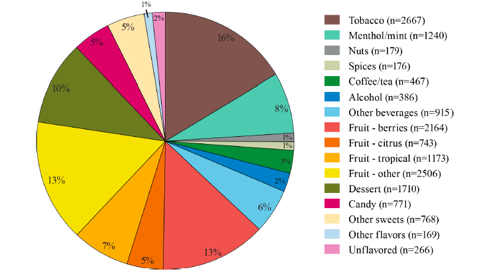 1%
2%
5%
5%
10%
13%
7%
5%
13%
6%
2%
1%
1%
8%
16%
Tobacco (n=2667)
Menthol/mint (n=1240)
Nuts (n=179)
Spices (n=176)
Coffee/tea (n=467)
Alcohol (n=386)
Other beverages (n=915)
Fruit - berries (n=2164)
Fruit - citrus (n=743)
Fruit - tropical (n=1173)
Fruit - other (n=2506)
Dessert (n=1710)
Candy (n=771)
Other sweets (n=768)
Other flavors (n=169)
Unflavored (n=266)